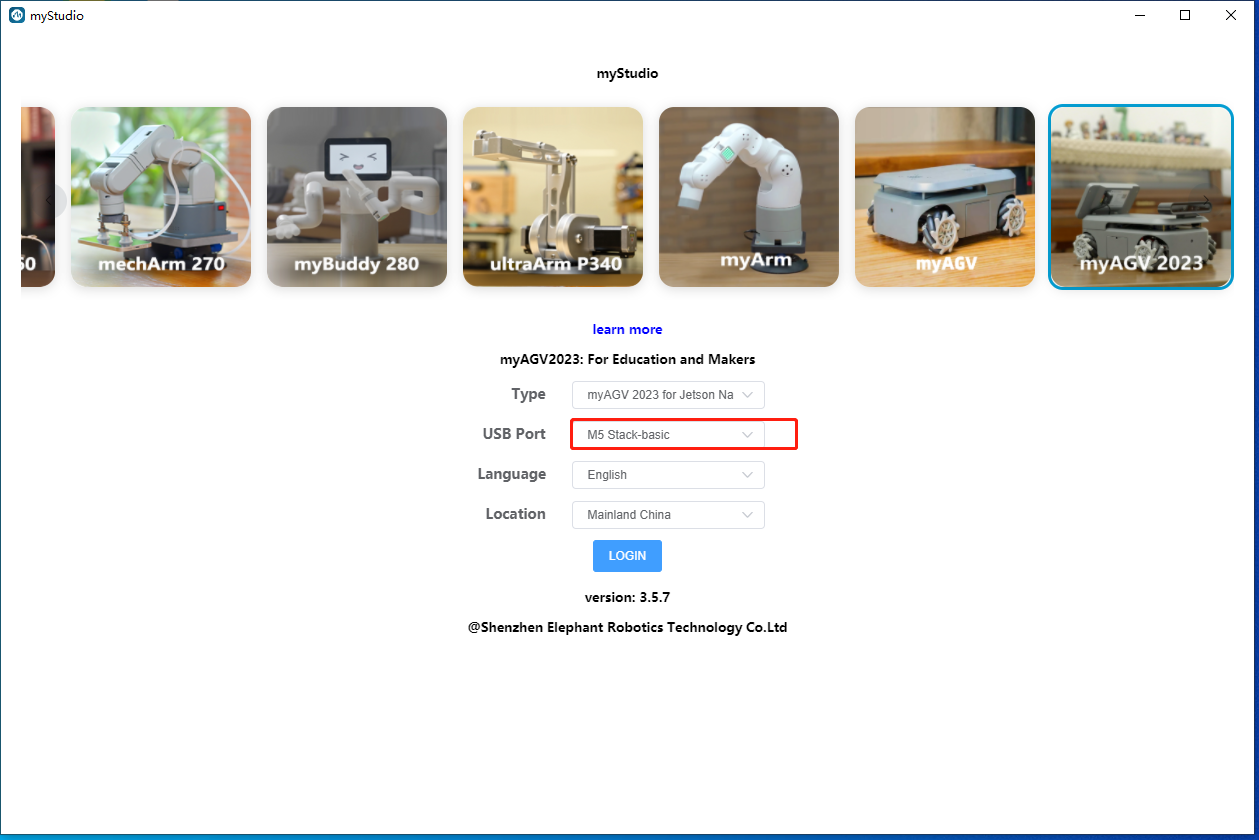 myStudio
myStudio
50
mechArm 270
myBuddy 280
ultraArm P340
myArm
myAGV
myAGV 2023
learn more
myAGV2023: For Education and Makers
Type myAGV 2023 for Jetson Na
USB Port M5 Stack-basic
Language English
Location Mainland China
LOGIN
version: 3.5.7
@Shenzhen Elephant Robotics Technology Co.Ltd